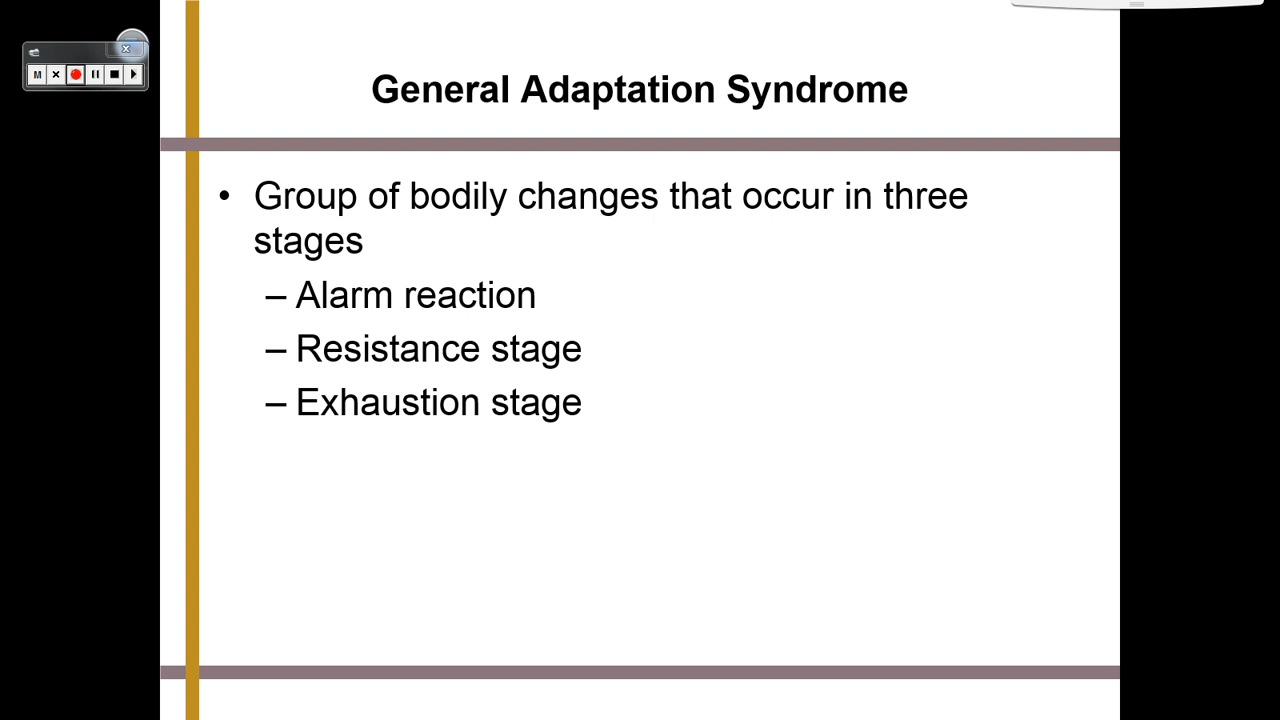 General Adaptation Syndrome
• Group of bodily changes that occur in three
stages
– Alarm reaction
– Resistance stage
– Exhaustion stage
M